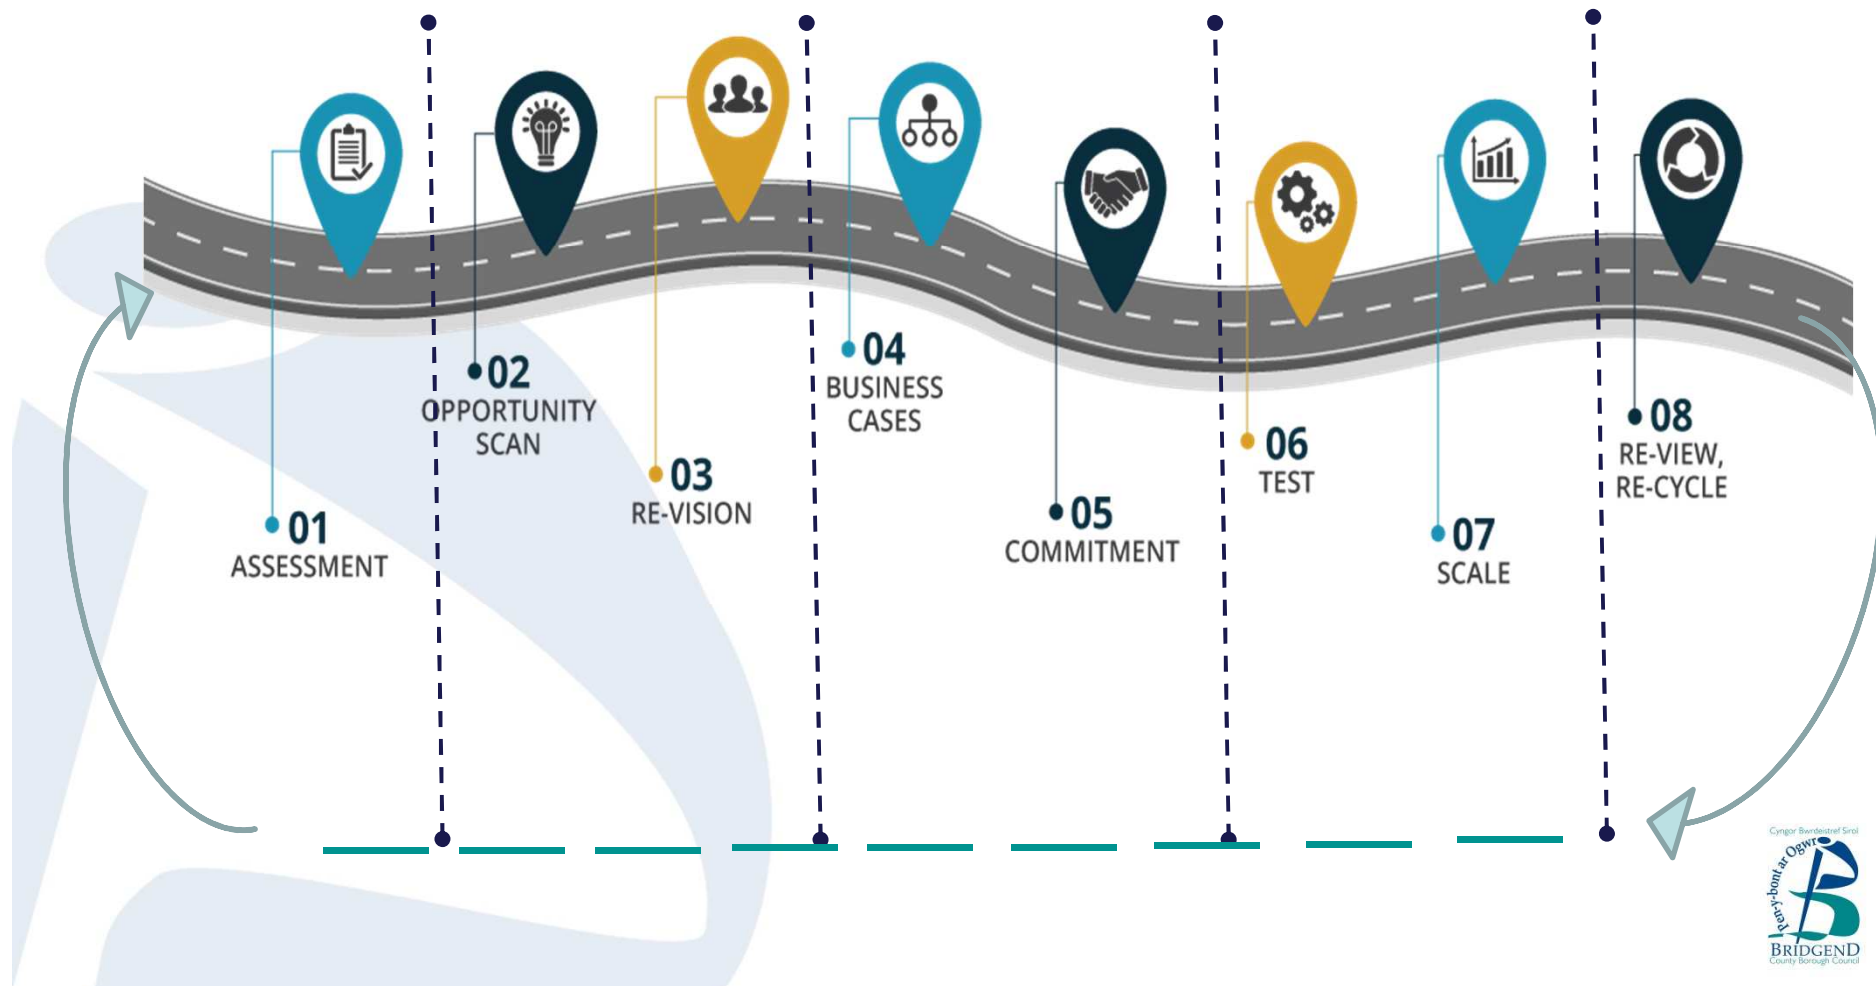 01
ASSESSMENT
02
OPPORTUNITY
SCAN
03
RE-VISION
04
BUSINESS
CASES
05
COMMITMENT
06
TEST
07
SCALE
08
RE-VIEW,
RE-CYCLE
Cyngor Bwrdeistref Sirol
Pen-y-bont ar Ogwr
BRIDGEND
County Borough Council